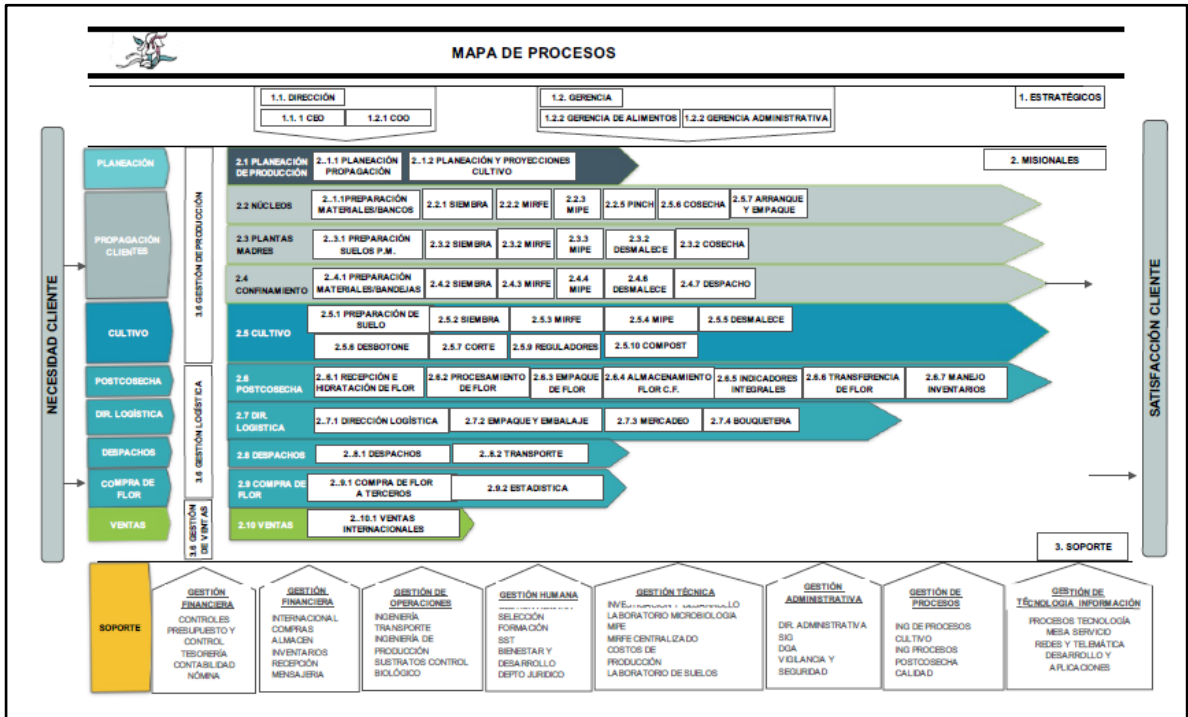 MAPA DE PROCESOS
1.1. DIRECCIÓN
1.1. 1 CEO
1.2.1 COO
1.2. GERENCIA
1.2.2 GERENCIA DE ALIMENTOS
1.2.2 GERENCIA ADMINISTRATIVA
1. ESTRATÉGICOS
NECESIDAD CLIENTE
SATISFACCIÓN CLIENTE
2. MISIONALES
3.6 GESTIÓN DE PRODUCCIÓN
PLANEACIÓN
2.1 PLANEACIÓN
DE PRODUCCIÓN
2..1.1 PLANEACIÓN
PROPAGACIÓN
2..1.2 PLANEACIÓN Y PROYECCIONES
CULTIVO
PROPAGACIÓN
CLIENTES
2.2 NÚCLEOS
2..1.1PREPARACIÓN
MATERIALES/BANCOS
2.2.1 SIEMBRA
2.2.2 MIRFE
2.2.3
MIPE
2.2.5 PINCH
2.5.6 COSECHA
2.5.7 ARRANQUE
Y EMPAQUE
2.3 PLANTAS
MADRES
2..3.1 PREPARACIÓN
SUELOS P.M.
2.3.2 SIEMBRA
2.3.2 MIRFE
2.3.3
MIPE
2.3.2
DESMALECE
2.3.2 COSECHA
2.4
CONFINAMIENTO
2..4.1 PREPARACIÓN
MATERIALES/BANDEJAS
2.4.2 SIEMBRA
2.4.3 MIRFE
2.4.4
MIPE
2.4.6
DESMALECE
2.4.7 DESPACHO
CULTIVO
2.5 CULTIVO
2.5.1 PREPARACIÓN DE
SUELO
2.5.2 SIEMBRA
2.5.3 MIRFE
2.5.4 MIPE
2.5.5 DESMALECE
2.5.6 DESBOTONE
2.5.7 CORTE
2.5.9 REGULADORES
2.5.10 COMPOST
3.6 GESTIÓN LOGÍSTICA
POSTCOSECHA
2.6
POSTCOSECHA
2..6.1 RECEPCIÓN E
HIDRATACIÓN DE FLOR
2.6.2 PROCESAMIENTO
DE FLOR
2.6.3 EMPAQUE
DE FLOR
2.6.4 ALMACENAMIENTO
FLOR C.F.
2.6.5 INDICADORES
INTEGRALES
2.6.6 TRANSFERENCIA
DE FLOR
2.6.7 MANEJO
INVENTARIOS
DIR. LOGÍSTICA
2.7 DIR.
LOGISTICA
2..7.1 DIRECCIÓN LOGÍSTICA
2.7.2 EMPAQUE Y EMBALAJE
2.7.3 MERCADEO
2.7.4 BOUQUETERA
DESPACHOS
2.8 DESPACHOS
2..8.1 DESPACHOS
2..8.2 TRANSPORTE
COMPRA DE
FLOR
2.9 COMPRA DE
FLOR
2..9.1 COMPRA DE FLOR
A TERCEROS
2.9.2 ESTADISTICA
3.6 GESTIÓN
DE VENTAS
VENTAS
2.10 VENTAS
2..10.1 VENTAS
INTERNACIONALES
3. SOPORTE
SOPORTE
GESTIÓN
FINANCIERA
CONTROLES
PRESUPUESTO Y
CONTROL
TESORERÍA
CONTABILIDAD
NÓMINA
GESTIÓN
FINANCIERA
INTERNACIONAL
COMPRAS
ALMACEN
INVENTARIOS
RECEPCIÓN
MENSAJERIA
GESTIÓN DE
OPERACIONES
INGENIERÍA
TRANSPORTE
INGENIERÍA DE
PRODUCCIÓN
SUSTRATOS CONTROL
BIOLÓGICO
GESTIÓN HUMANA
SELECCIÓN
FORMACIÓN
SST
BIENESTAR Y
DESARROLLO
DEPTO JURIDICO
GESTIÓN TÉCNICA
INVESTIGACION Y DESARROLLO
LABORATORIO MICROBIOLOGIA
MIPE
MIRFE CENTRALIZADO
COSTOS DE
PRODUCCIÓN
LABORATORIO DE SUELOS
GESTIÓN
ADMINISTRATIVA
DIR. ADMINISTRATIVA
SIG
DGA
VIGILANCIA Y
SEGURIDAD
GESTIÓN DE
PROCESOS
ING DE PROCESOS
CULTIVO
ING PROCESOS
POSTCOSECHA
CALIDAD
GESTIÓN DE
TÉCNOLOGIA INFORMACIÓN
PROCESOS TECNOLOGÍA
MESA SERVICIO
REDES Y TELEMÁTICA
DESARROLLO Y
APLICACIONES